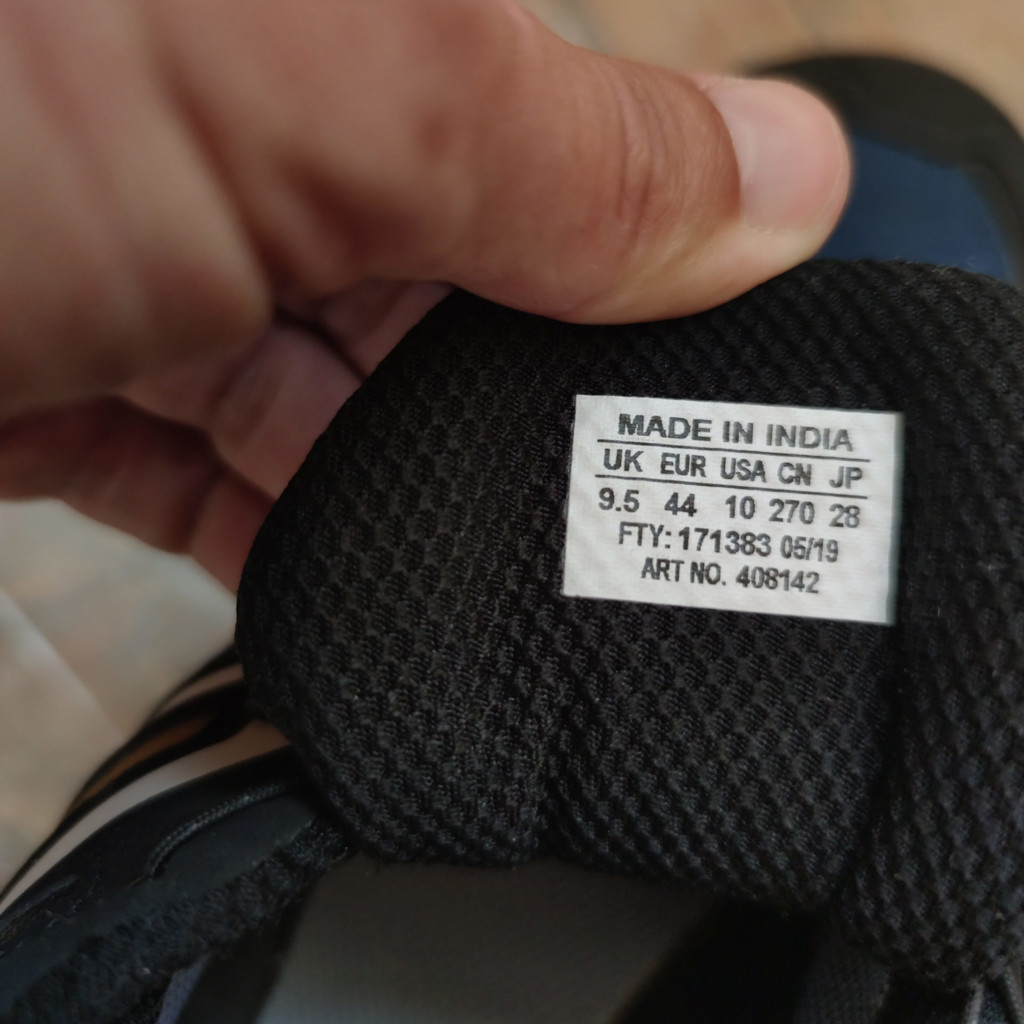 MADE IN INDIA
UK EUR USA CN JP
9.5 44 10 270 28
FTY: 171383 05/19
ART NO. 408142